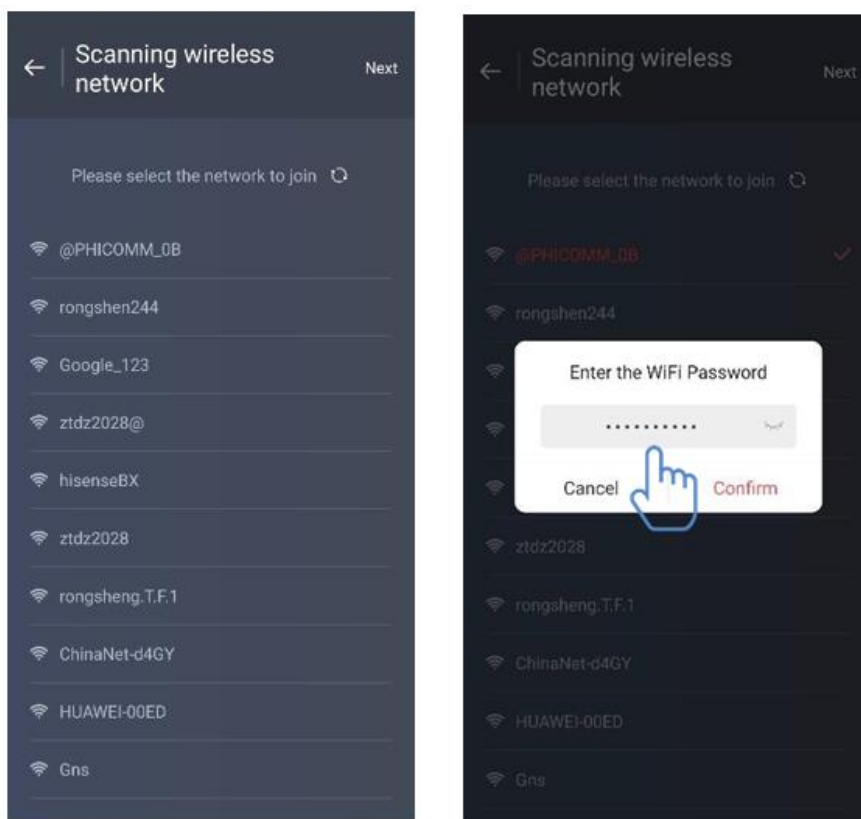 Scanning wireless
network
Next
Please select the network to join
@PHICOMM_0B
rongshen244
Google_123
ztdz2028@
hisenseBX
ztdz2028
rongsheng.T.F.1
ChinaNet-d4GY
HUAWEI-00ED
Gns
Scanning wireless
network
Next
Please select the network to join
@PHICOMM_0B
rongshen244
Enter the WiFi Password
••••••••••
Cancel
Confirm
ztdz2028
rongsheng.T.F.1
ChinaNet-d4GY
HUAWEI-00ED
Gns